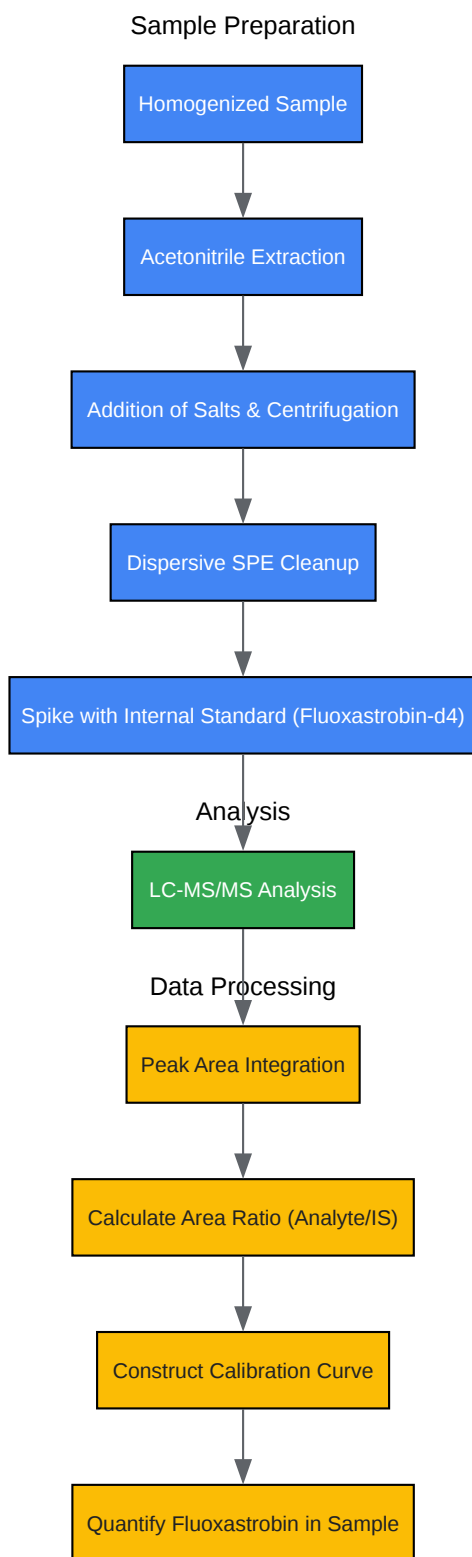 Sample Preparation
Homogenized Sample
Acetonitrile Extraction
Addition of Salts & Centrifugation
Dispersive SPE Cleanup
Spike with Internal Standard (Fluoxastrobin-d4)
Analysis
LC-MS/MS Analysis
Data Processing
Peak Area Integration
Calculate Area Ratio (Analyte/IS)
Construct Calibration Curve
Quantify Fluoxastrobin in Sample